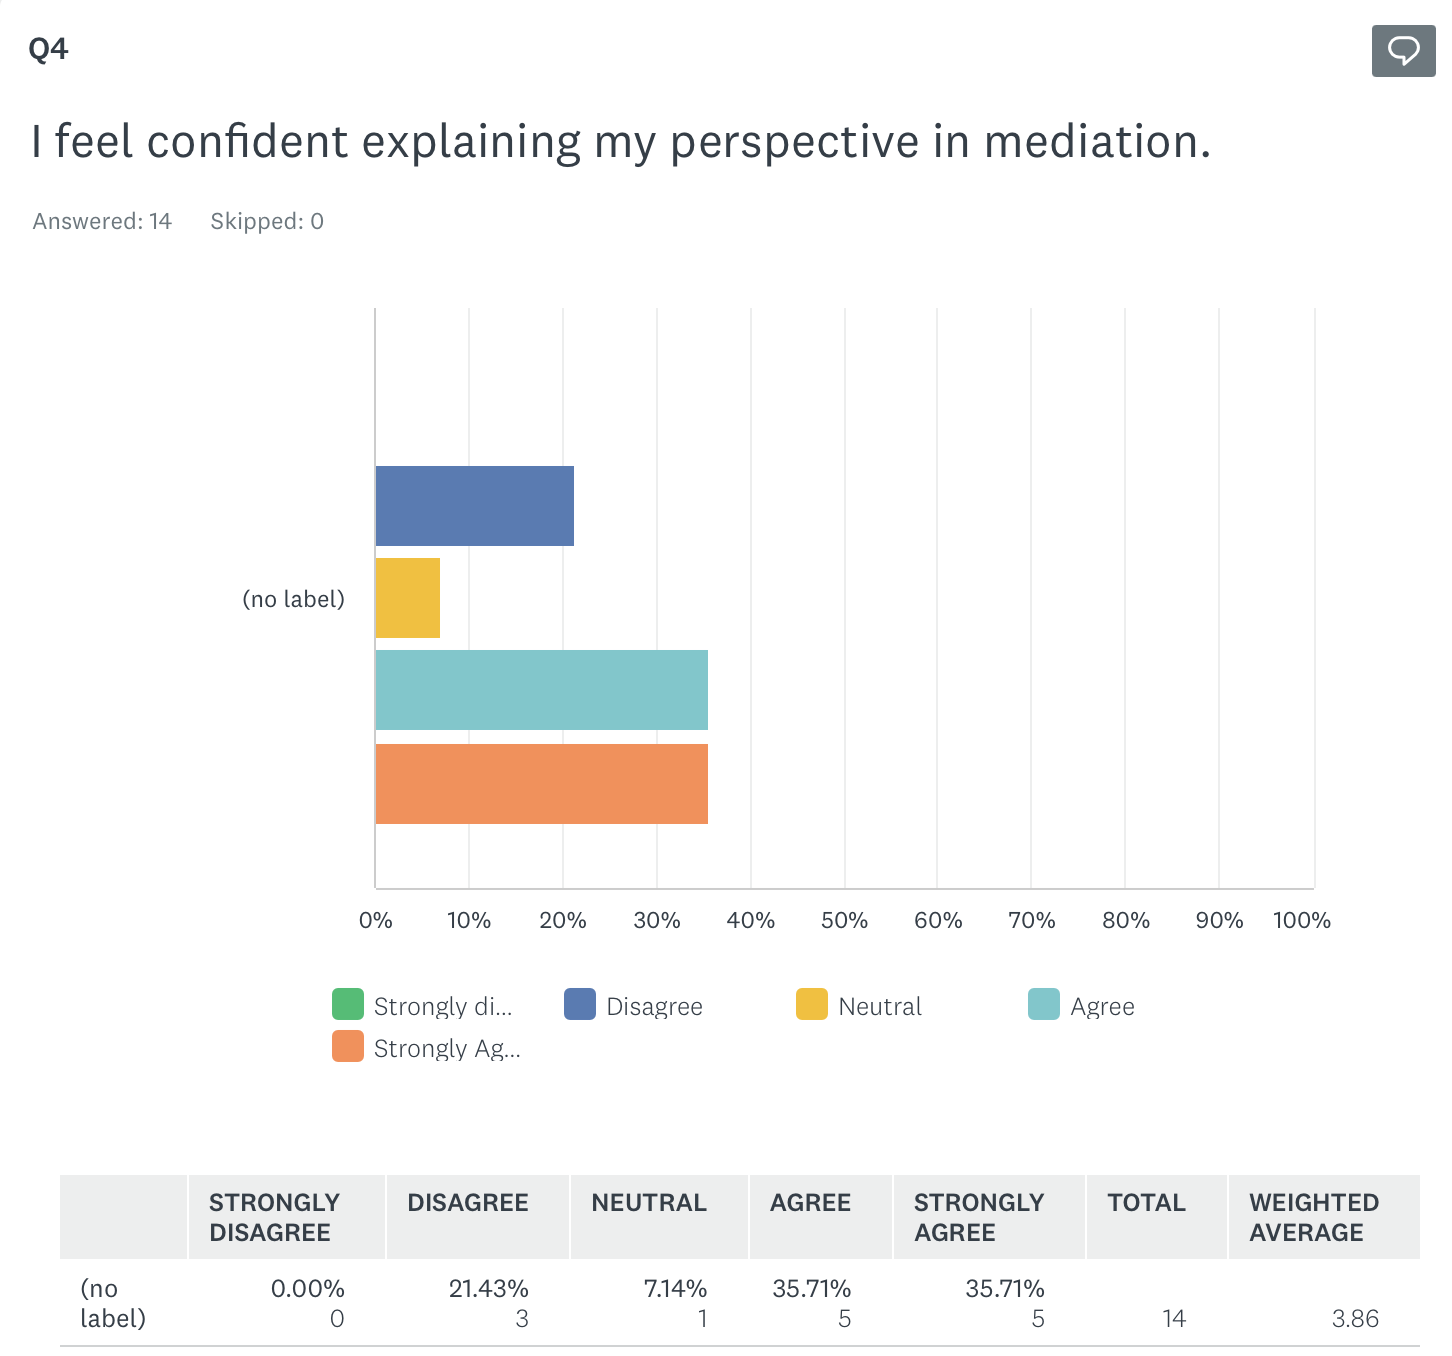 Q4
I feel confident explaining my perspective in mediation.
Answered: 14 Skipped: 0
(no label)
0% 10% 20% 30% 40% 50% 60% 70% 80% 90% 100%
Strongly di... Disagree Neutral Agree
Strongly Ag...
STRONGLY DISAGREE NEUTRAL AGREE STRONGLY TOTAL WEIGHTED
DISAGREE AGREE AVERAGE
(no 0.00% 21.43% 7.14% 35.71% 35.71%
label) 0 3 1 5 5 14 3.86